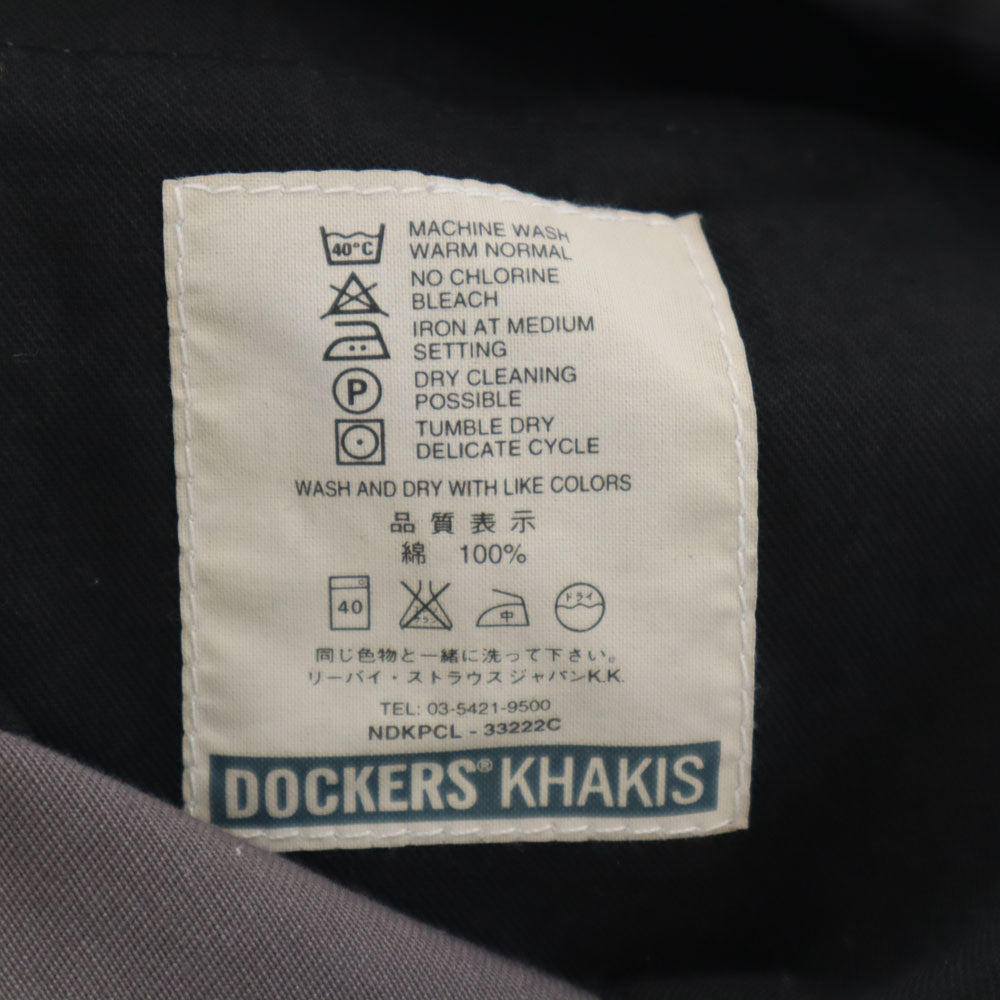 40°C MACHINE WASH
WARM NORMAL
NO CHLORINE
BLEACH
IRON AT MEDIUM
SETTING
P DRY CLEANING
POSSIBLE
TUMBLE DRY
DELICATE CYCLE
WASH AND DRY WITH LIKE COLORS
品質表示
綿 100%
40 中 ドライ
同じ色物と一緒に洗って下さい。
リーバイ・ストラウス ジャパンK.K.
TEL: 03-5421-9500
NDKPCL - 33222C
DOCKERS® KHAKIS